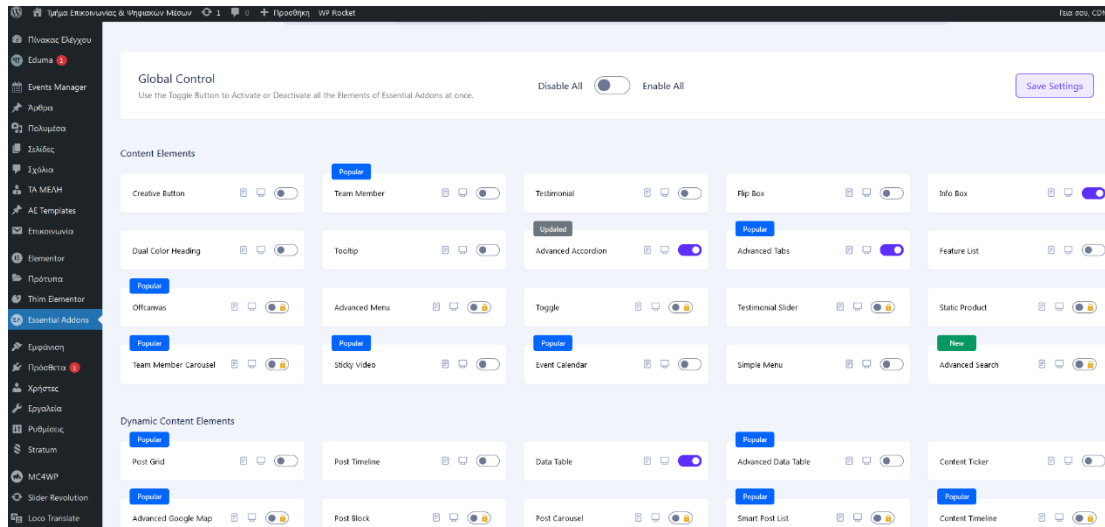 Τμήμα Επικοινωνίας & Ψηφιακών Μέσων 1 0 + Προσθήκη WP Rocket Γεια σου, CDM
Πίνακας Ελέγχου
Eduma 1
Events Manager
Άρθρα
Πολυμέσα
Σελίδες
Σχόλια
ΤΑ ΜΕΛΗ
AE Templates
Επικοινωνία
Elementor
Πρότυπα
Thim Elementor
Essential Addons
Εμφάνιση
Πρόσθετα 1
Χρήστες
Εργαλεία
Ρυθμίσεις
Stratum
MC4WP
Slider Revolution
Loco Translate
Global Control
Use the Toggle Button to Activate or Deactivate all the Elements of Essential Addons at once.
Disable All Enable All
Save Settings
Content Elements
Popular
Creative Button Team Member Testimonial Flip Box Info Box
Updated Popular
Dual Color Heading Tooltip Advanced Accordion Advanced Tabs Feature List
Popular
Offcanvas Advanced Menu Toggle Testimonial Slider Static Product
Popular Popular Popular New
Team Member Carousel Sticky Video Event Calendar Simple Menu Advanced Search
Dynamic Content Elements
Popular Popular
Post Grid Post Timeline Data Table Advanced Data Table Content Ticker
Popular Popular Popular
Advanced Google Map Post Block Post Carousel Smart Post List Content Timeline